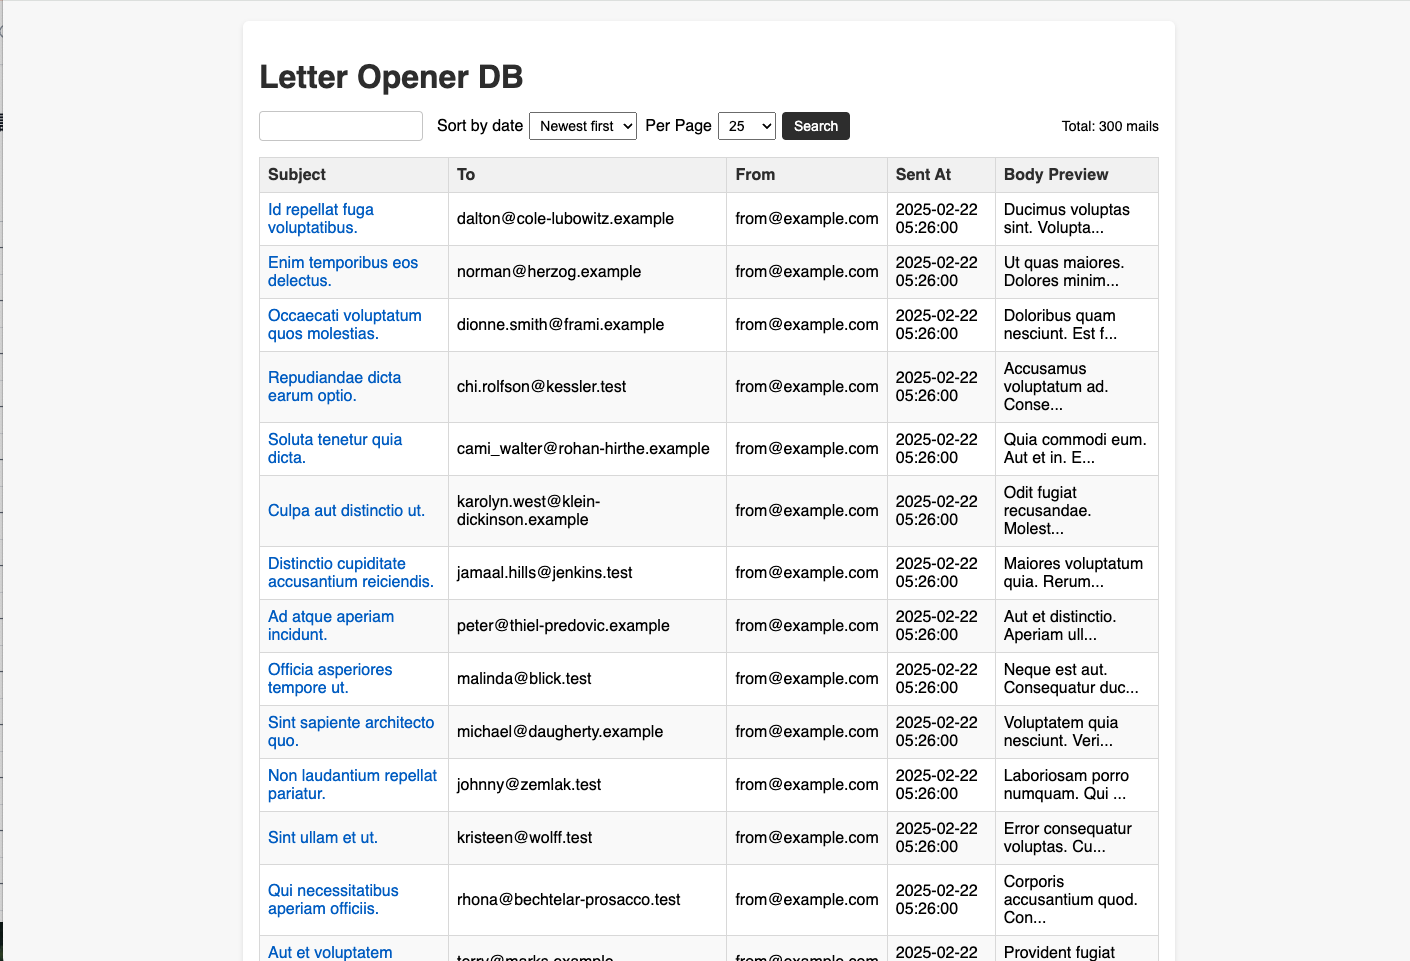 Letter Opener DB
Sort by date Newest first Per Page 25 Search Total: 300 mails
Subject To From Sent At Body Preview
Id repellat fuga
voluptatibus.
dalton@cole-lubowitz.example
from@example.com
2025-02-22
05:26:00
Ducimus voluptas
sint. Volupta...
Enim temporibus eos
delectus.
norman@herzog.example
from@example.com
2025-02-22
05:26:00
Ut quas maiores.
Dolores minim...
Occaecati voluptatum
quos molestias.
dionne.smith@frami.example
from@example.com
2025-02-22
05:26:00
Doloribus quam
nesciunt. Est f...
Repudiandae dicta
earum optio.
chi.rolfson@kessler.test
from@example.com
2025-02-22
05:26:00
Accusamus
voluptatum ad.
Conse...
Soluta tenetur quia
dicta.
cami_walter@rohan-hirthe.example
from@example.com
2025-02-22
05:26:00
Quia commodi eum.
Aut et in. E...
Culpa aut distinctio ut.
karolyn.west@klein-
dickinson.example
from@example.com
2025-02-22
05:26:00
Odit fugiat
recusandae.
Molest...
Distinctio cupiditate
accusantium reiciendis.
jamaal.hills@jenkins.test
from@example.com
2025-02-22
05:26:00
Maiores voluptatum
quia. Rerum...
Ad atque aperiam
incidunt.
peter@thiel-predovic.example
from@example.com
2025-02-22
05:26:00
Aut et distinctio.
Aperiam ull...
Officia asperiores
tempore ut.
malinda@blick.test
from@example.com
2025-02-22
05:26:00
Neque est aut.
Consequatur duc...
Sint sapiente architecto
quo.
michael@daugherty.example
from@example.com
2025-02-22
05:26:00
Voluptatem quia
nesciunt. Veri...
Non laudantium repellat
pariatur.
johnny@zemlak.test
from@example.com
2025-02-22
05:26:00
Laboriosam porro
numquam. Qui ...
Sint ullam et ut.
kristeen@wolff.test
from@example.com
2025-02-22
05:26:00
Error consequatur
voluptas. Cu...
Qui necessitatibus
aperiam officiis.
rhona@bechtelar-prosacco.test
from@example.com
2025-02-22
05:26:00
Corporis
accusantium quod.
Con...
Aut et voluptatem
terry@marks.example
from@example.com
2025-02-22
Provident fugiat